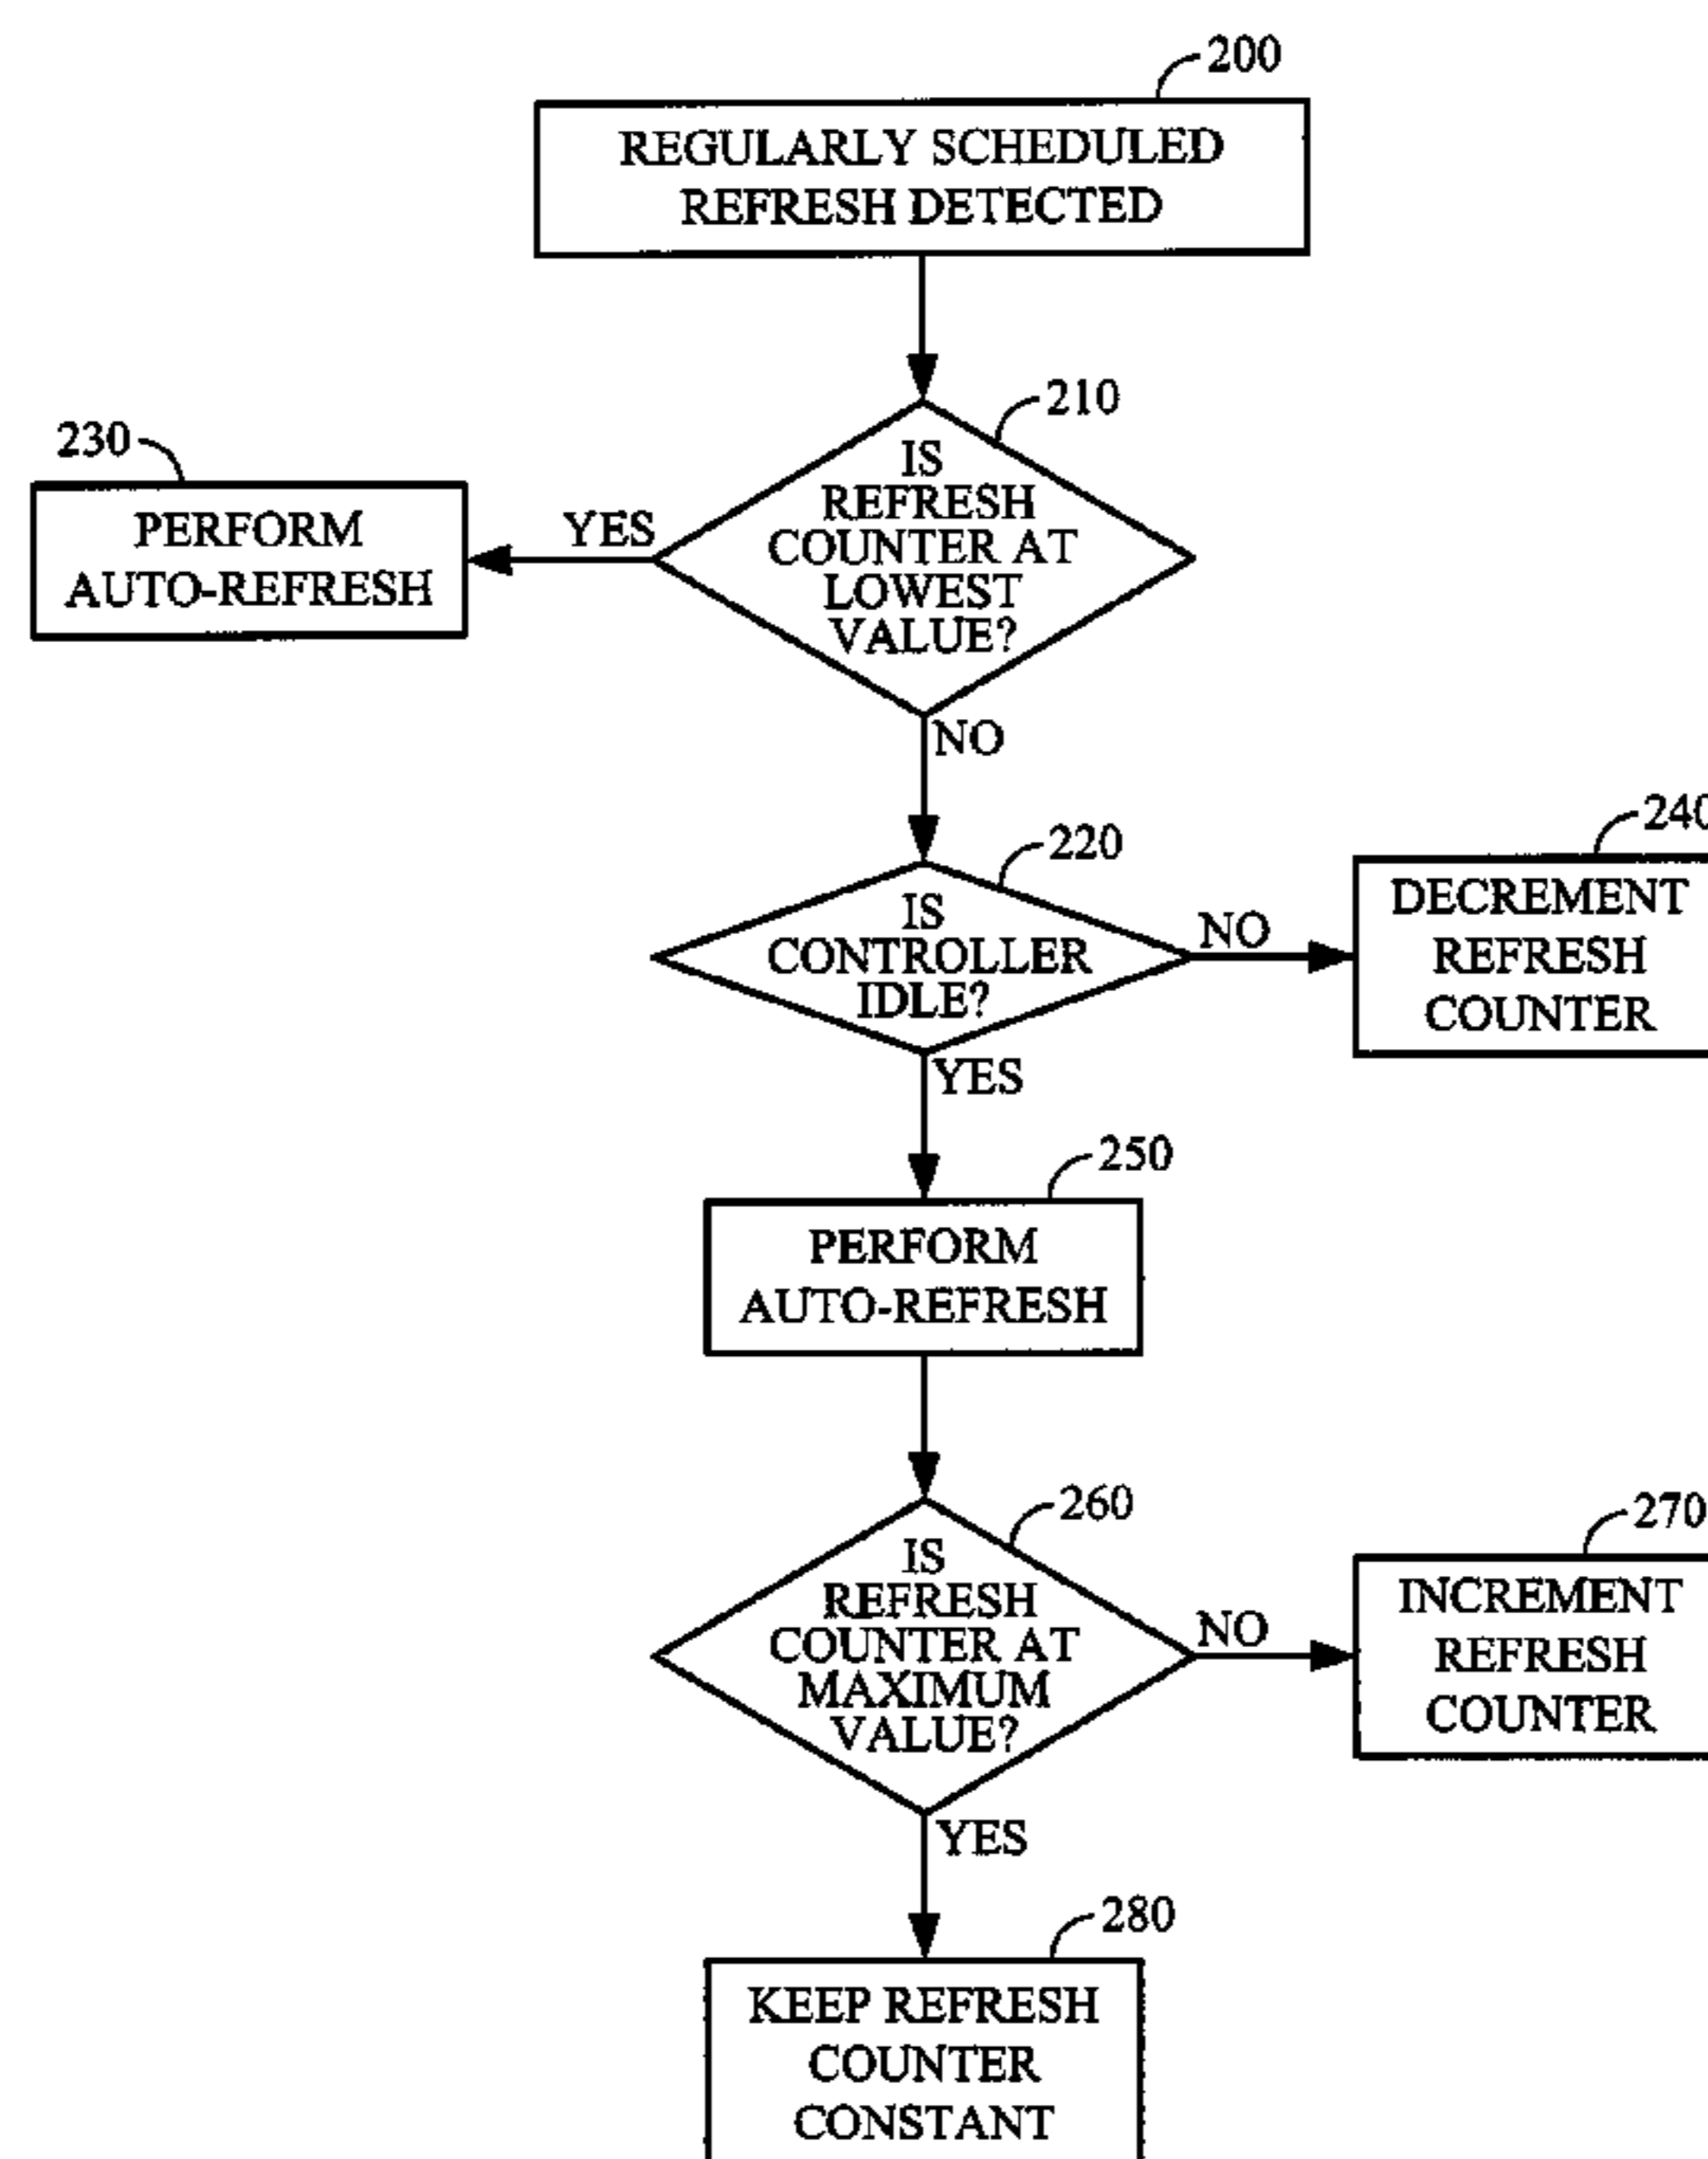 200
REGULARLY SCHEDULED
REFRESH DETECTED
210
IS
REFRESH
COUNTER AT
LOWEST
VALUE?
230
PERFORM
AUTO-REFRESH
YES
NO
220
IS
CONTROLLER
IDLE?
NO
240
DECREMENT
REFRESH
COUNTER
YES
250
PERFORM
AUTO-REFRESH
260
IS
REFRESH
COUNTER AT
MAXIMUM
VALUE?
NO
270
INCREMENT
REFRESH
COUNTER
YES
280
KEEP REFRESH
COUNTER
CONSTANT